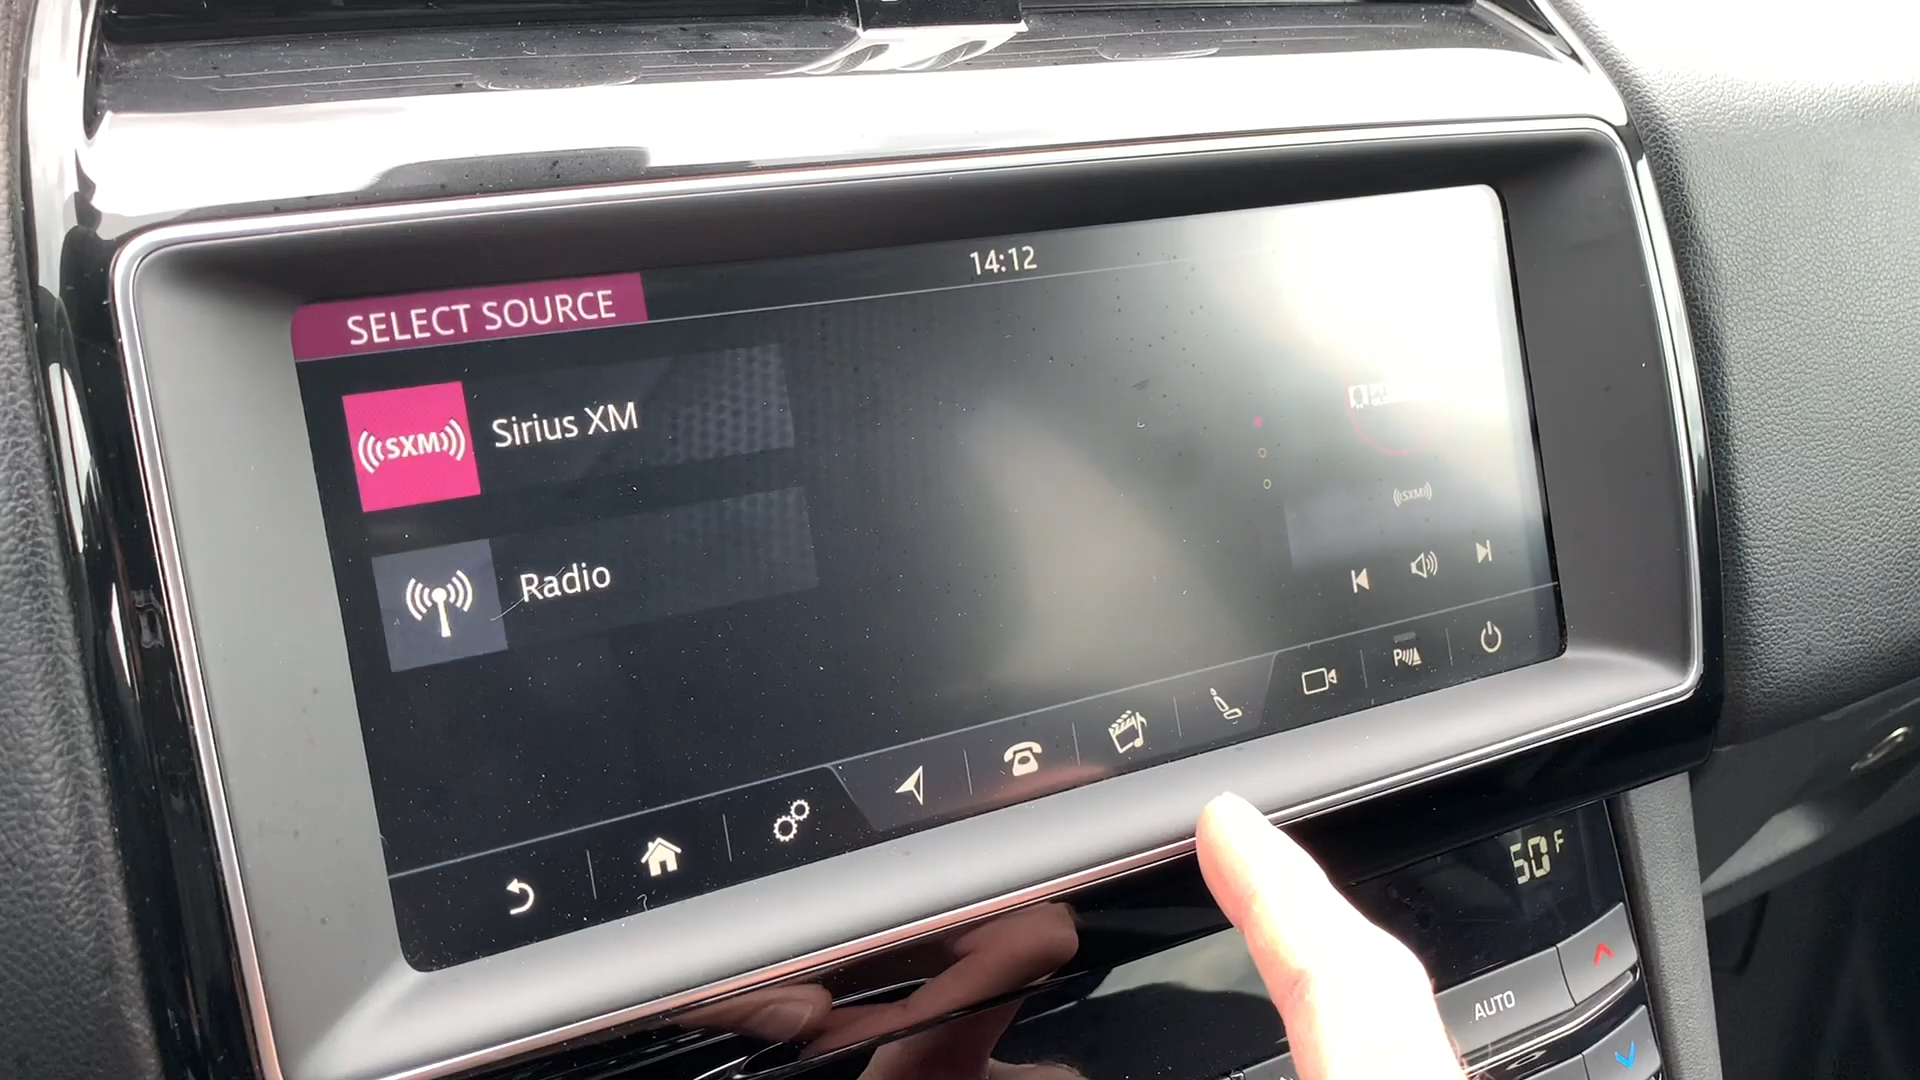 14:12
SELECT SOURCE
SXM
Sirius XM
Radio
SXM
P
50 F
AUTO